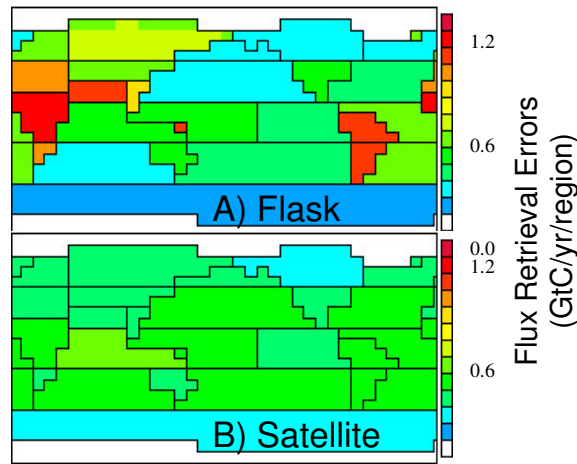 1.2
0.6
A) Flask
0.0
1.2
0.6
B) Satellite
Flux Retrieval Errors
(GtC/yr/region)